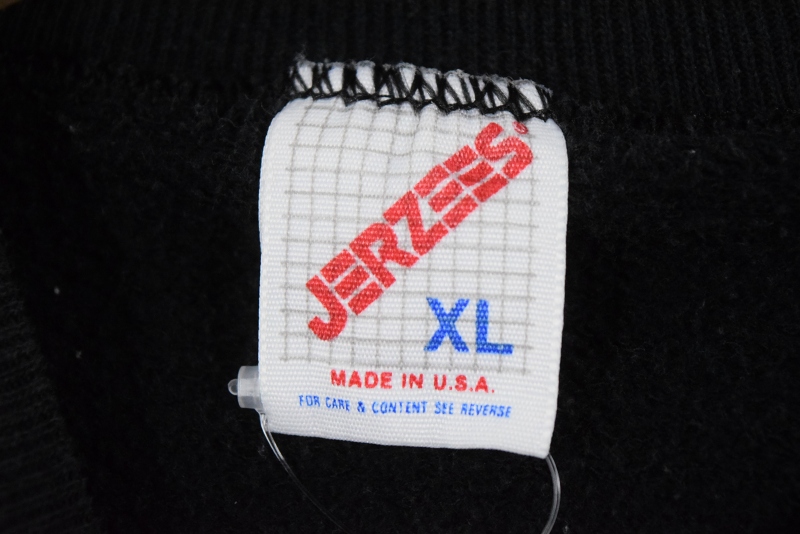 JERZEES®
XL
MADE IN U.S.A.
FOR CARE & CONTENT SEE REVERSE